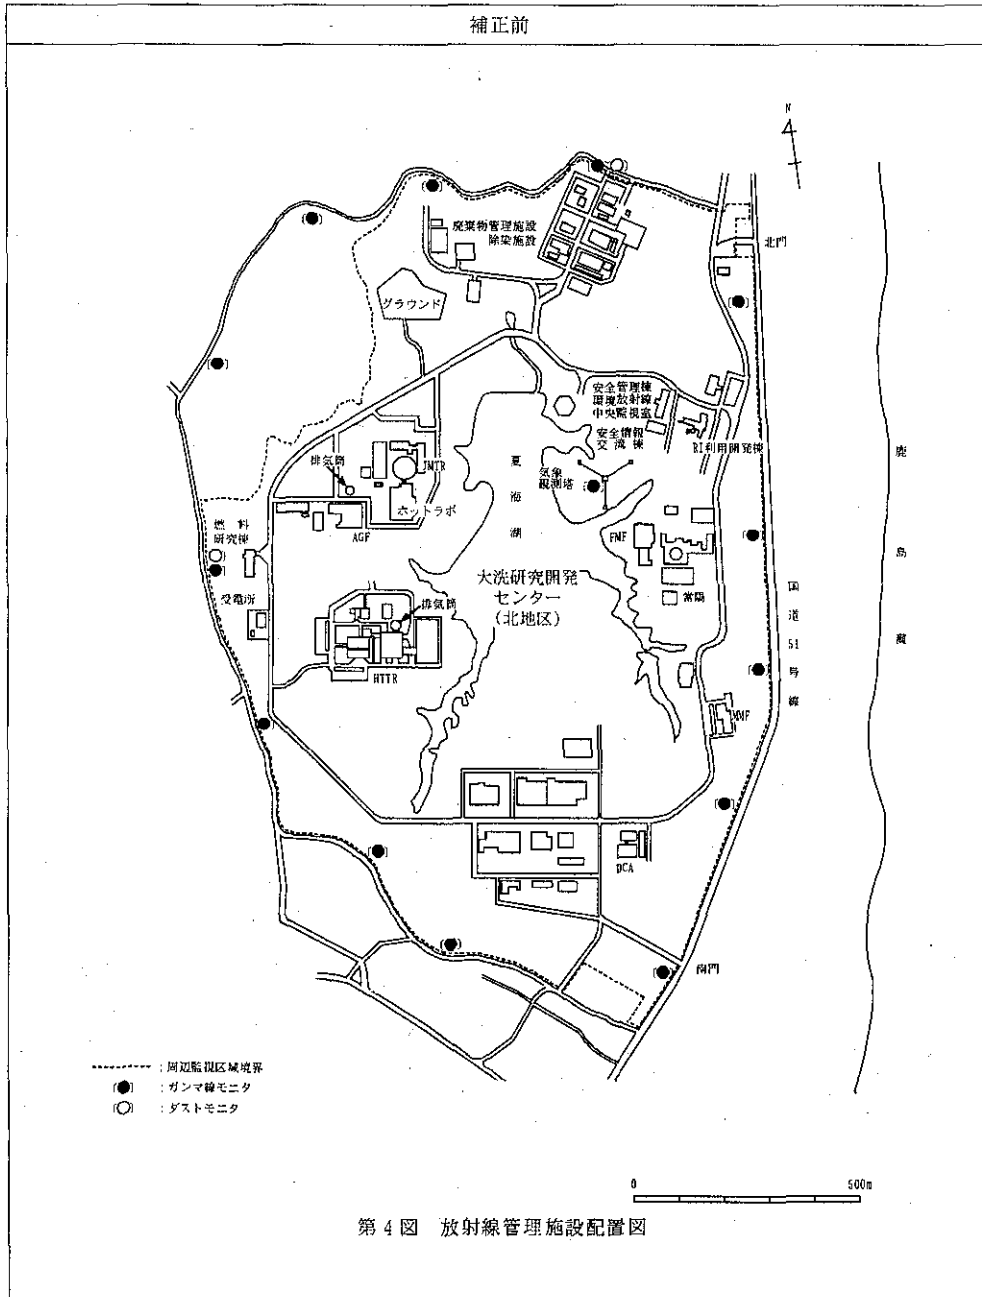 補正前
N
廃棄物管理施設
除染施設
北門
グラウンド
安全管理棟
環境放射線
中央監視室
安全情報
交流棟
RI利用開発棟
排気筒
JMTR
ホットラボ
AGF
夏海湖
気象
観測塔
FMF
常陽
燃料
研究棟
受電所
排気筒
HTTR
大洗研究開発
センター
(北地区)
国道51号線
鹿島灘
MMF
DCA
南門
:周辺監視区域境界
:ガンマ線モニタ
:ダストモニタ
0 500m
第4図 放射線管理施設配置図